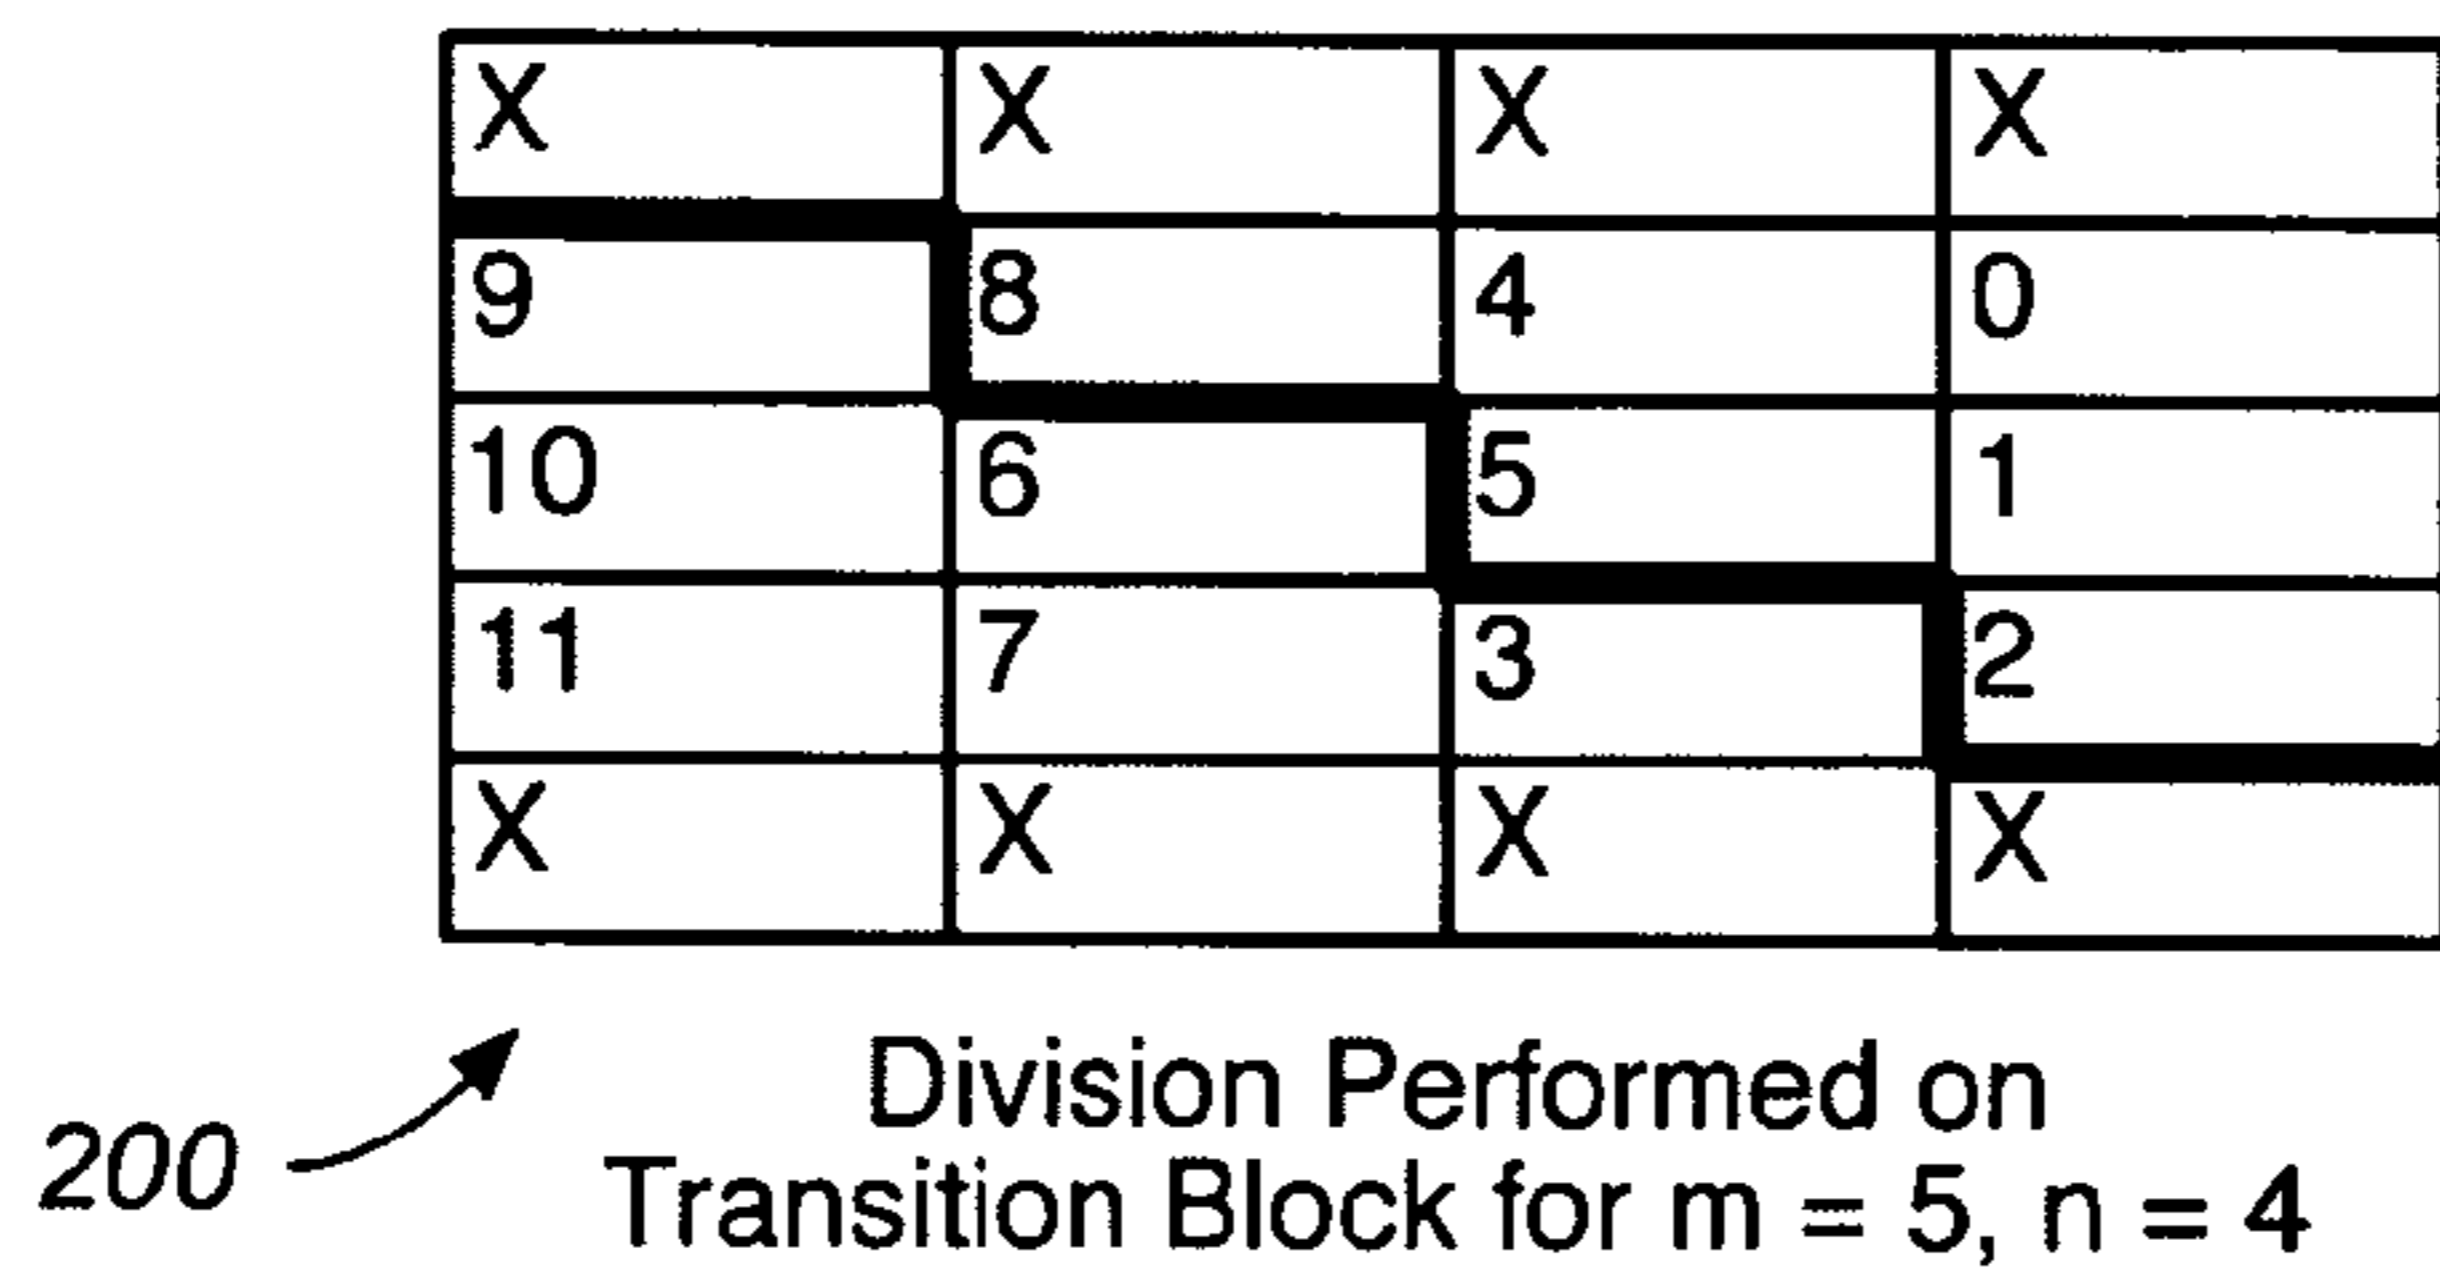 X X X X
9 8 4 0
10 6 5 1
11 7 3 2
X X X X
200
Division Performed on
Transition Block for m = 5, n = 4